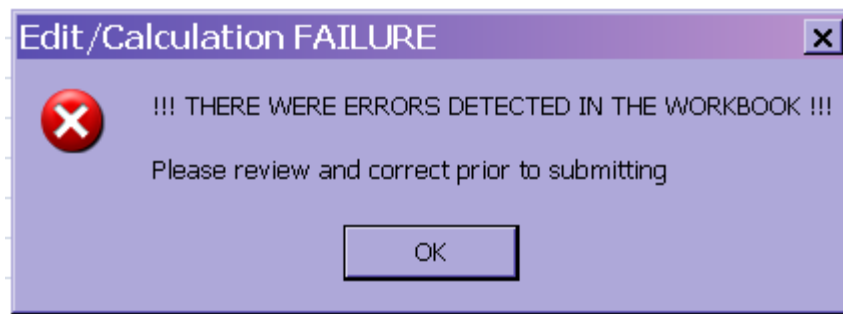 Edit/Calculation FAILURE
!!! THERE WERE ERRORS DETECTED IN THE WORKBOOK !!!
Please review and correct prior to submitting
OK